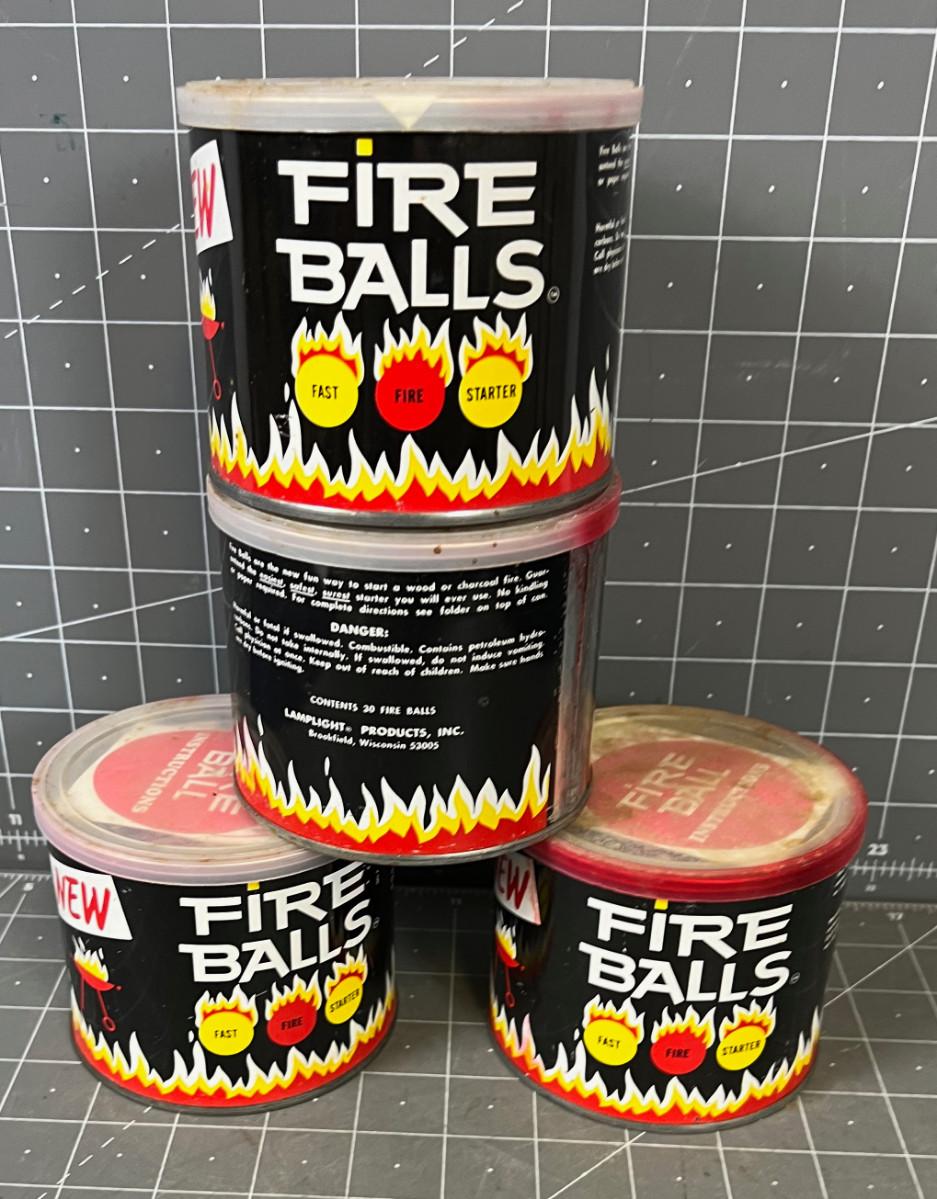 FiRE
BALLS
FAST
FIRE
STARTER
Fire Balls are the new fun way to start a wood or charcoal fire. Guar-
anteed the easiest, safest, surest starter you will ever use. No kindling
or paper required. For complete directions see folder on top of can.
DANGER:
Harmful or fatal if swallowed. Combustible. Contains petroleum hydro-
carbon. Do not take internally. If swallowed, do not induce vomiting.
Call physician at once. Keep out of reach of children. Make sure hands
are dry before igniting.
CONTENTS 30 FIRE BALLS
LAMPLIGHT® PRODUCTS, INC.
Brookfield, Wisconsin 53005
BALL
INSTRUCTIONS
FIRE
BALL
INSTRUCTIONS
NEW
FiRE
BALLS
FAST
FIRE
STARTER
EW
FiRE
BALLS
FAST
FIRE
STARTER
11
23